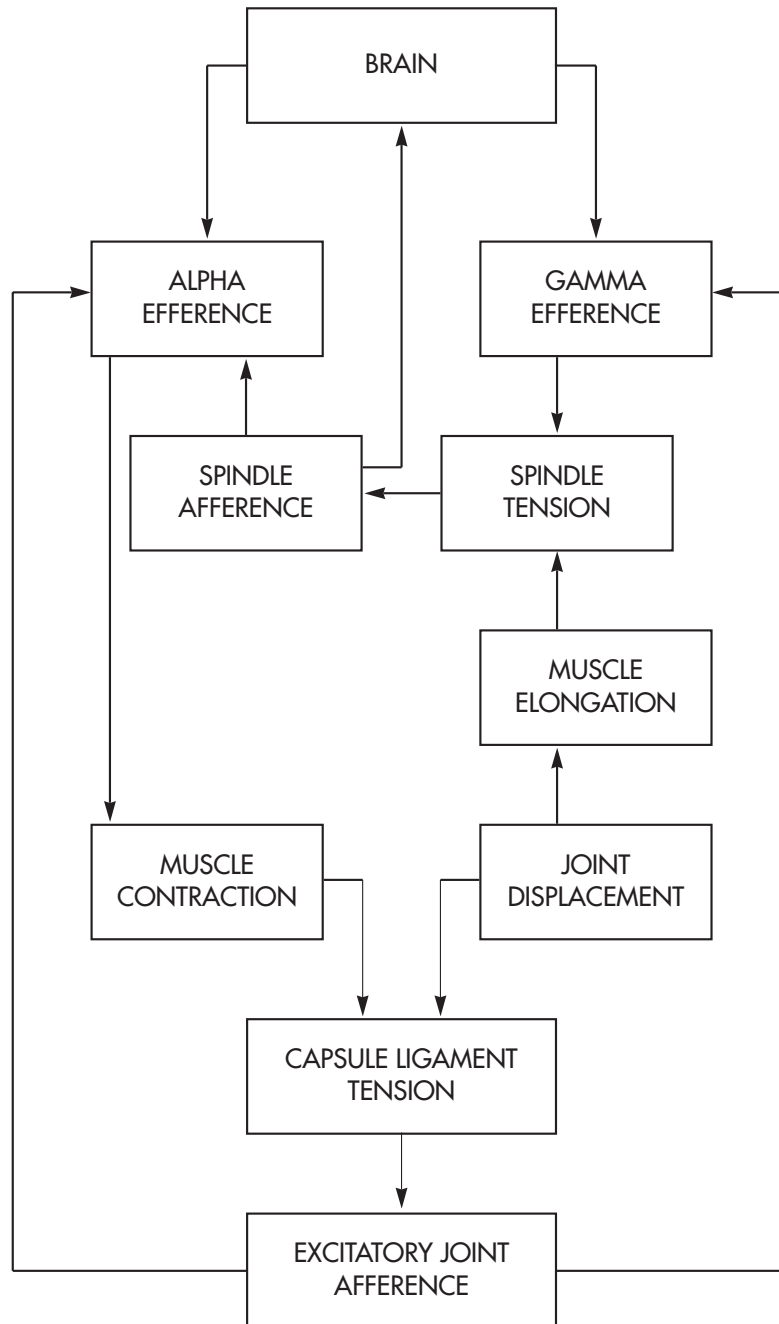 BRAIN
ALPHA
EFFERENCE
GAMMA
EFFERENCE
SPINDLE
AFFERENCE
SPINDLE
TENSION
MUSCLE
ELONGATION
MUSCLE
CONTRACTION
JOINT
DISPLACEMENT
CAPSULE LIGAMENT
TENSION
EXCITATORY JOINT
AFFERENCE